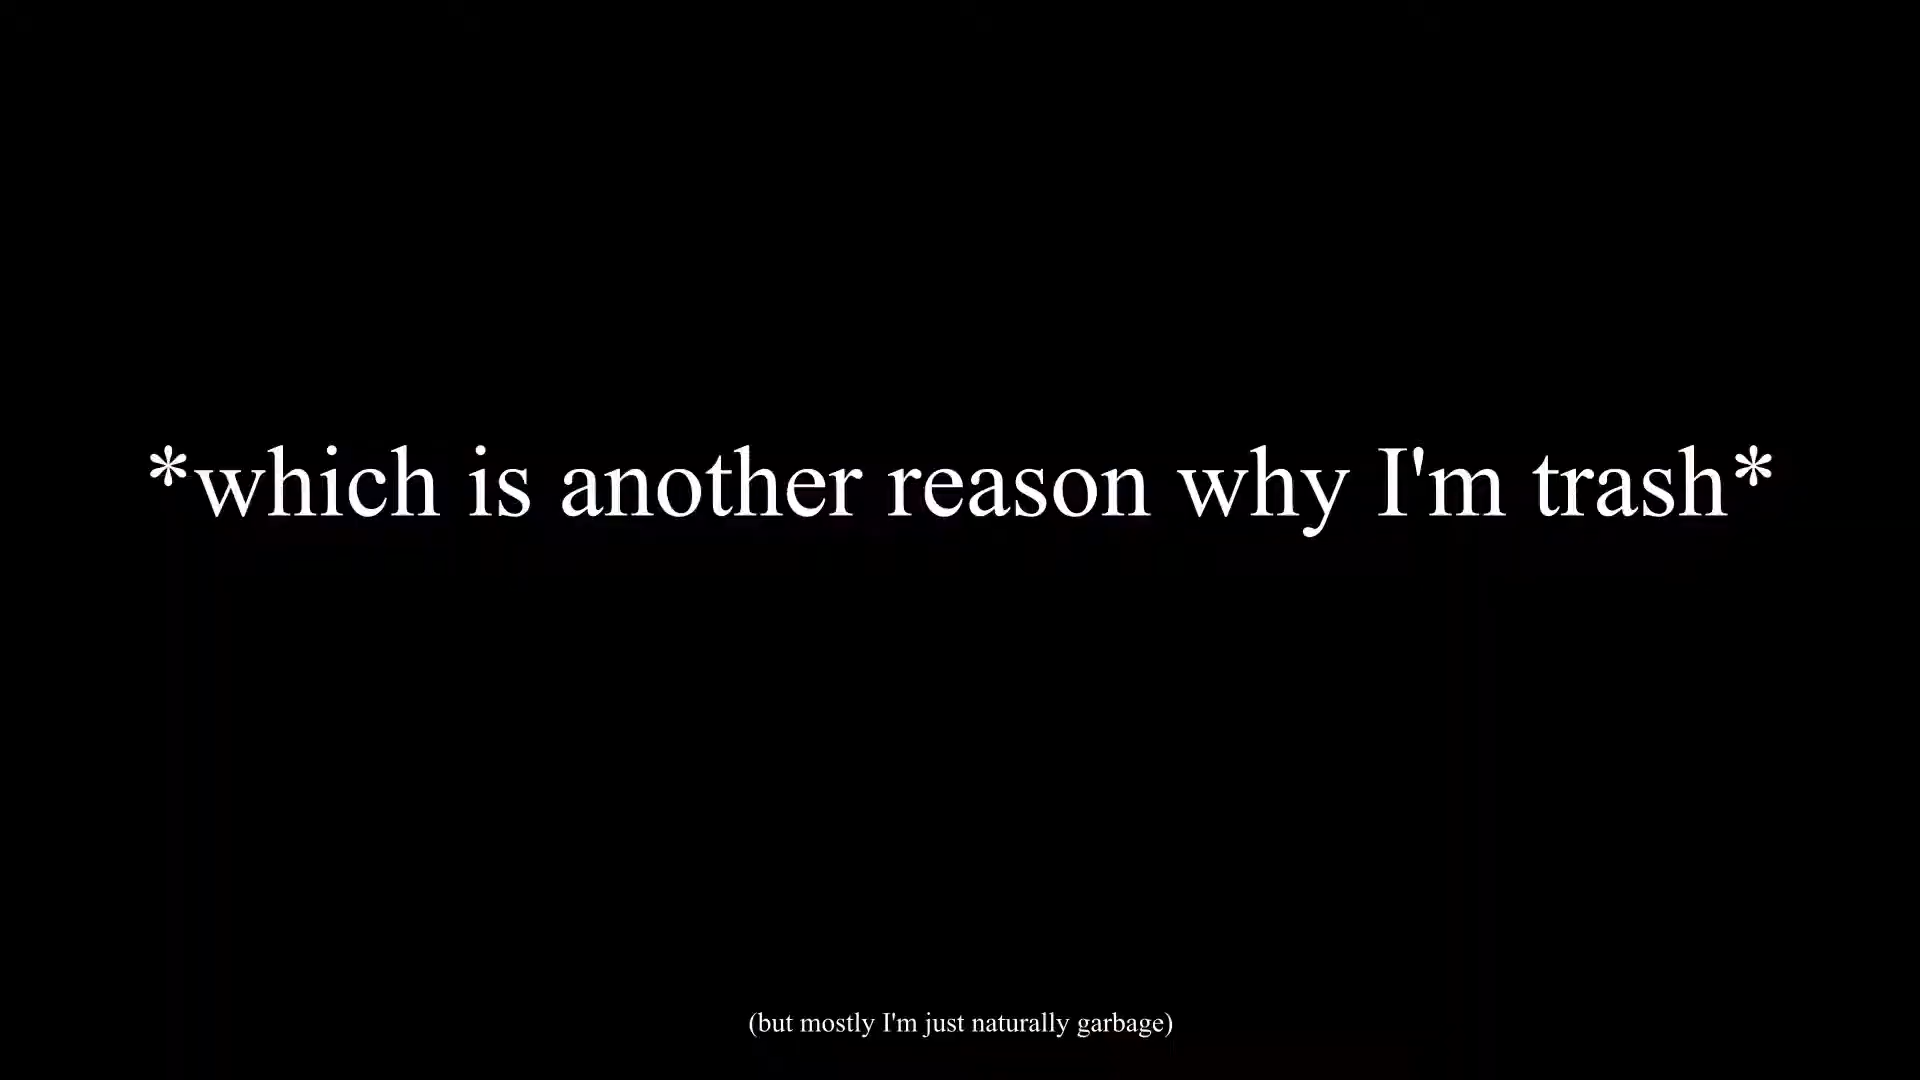 *which is another reason why I'm trash*
(but mostly I'm just naturally garbage)